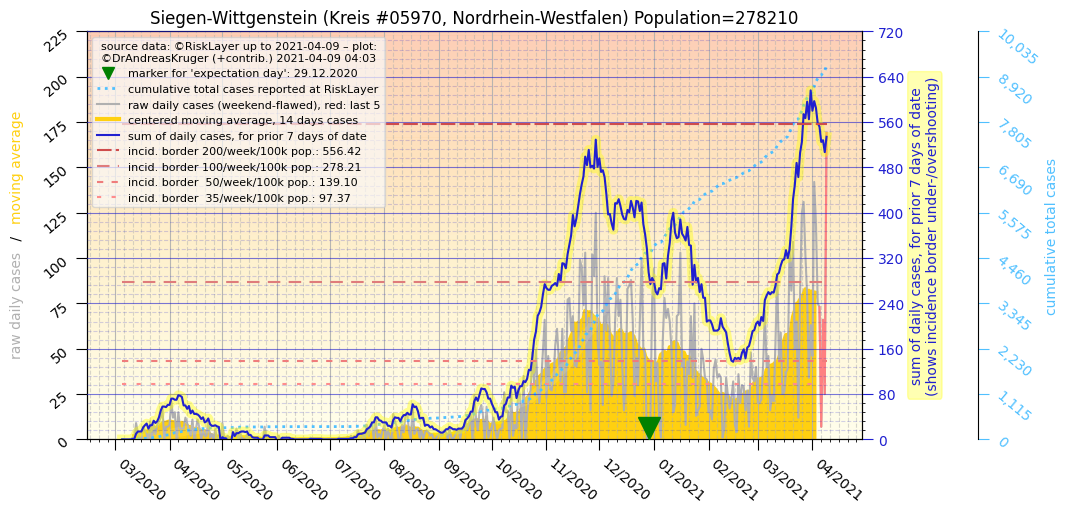 Siegen-Wittgenstein (Kreis #05970, Nordrhein-Westfalen) Population=278210
source data: ©RiskLayer up to 2021-04-09 – plot:
©DrAndreasKruger (+contrib.) 2021-04-09 04:03
marker for 'expectation day': 29.12.2020
cumulative total cases reported at RiskLayer
raw daily cases (weekend-flawed), red: last 5
centered moving average, 14 days cases
sum of daily cases, for prior 7 days of date
incid. border 200/week/100k pop.: 556.42
incid. border 100/week/100k pop.: 278.21
incid. border 50/week/100k pop.: 139.10
incid. border 35/week/100k pop.: 97.37
raw daily cases / moving average
225
200
175
150
125
100
75
50
25
0
03/2020
04/2020
05/2020
06/2020
07/2020
08/2020
09/2020
10/2020
11/2020
12/2020
01/2021
02/2021
03/2021
04/2021
720
640
560
480
400
320
240
160
80
0
sum of daily cases, for prior 7 days of date
(shows incidence border under-/overshooting)
10,035
8,920
7,805
6,690
5,575
4,460
3,345
2,230
1,115
0
cumulative total cases